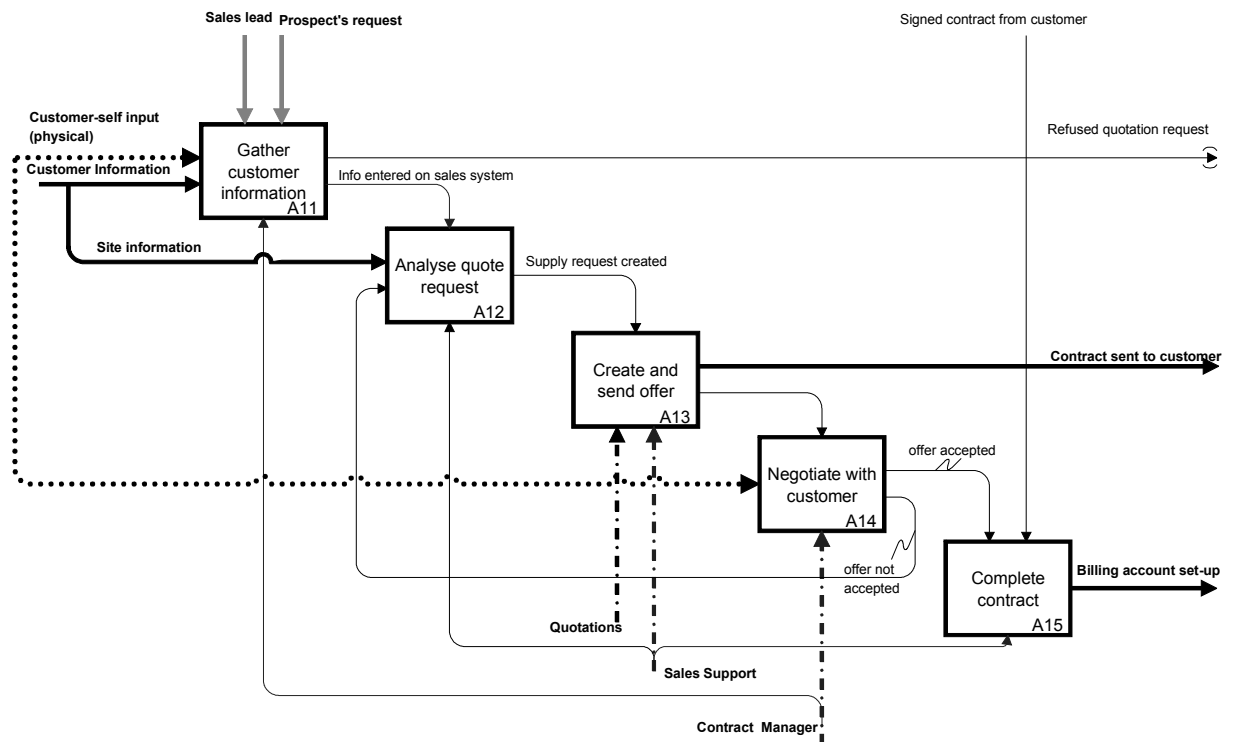 Sales lead
Prospect's request
Signed contract from customer
Customer-self input
(physical)
Refused quotation request
Gather
customer
information
A11
Customer Information
Info entered on sales system
Site information
Analyse quote
request
A12
Supply request created
Create and
send offer
A13
Contract sent to customer
Negotiate with
customer
A14
offer accepted
offer not
accepted
Complete
contract
A15
Billing account set-up
Quotations
Sales Support
Contract Manager